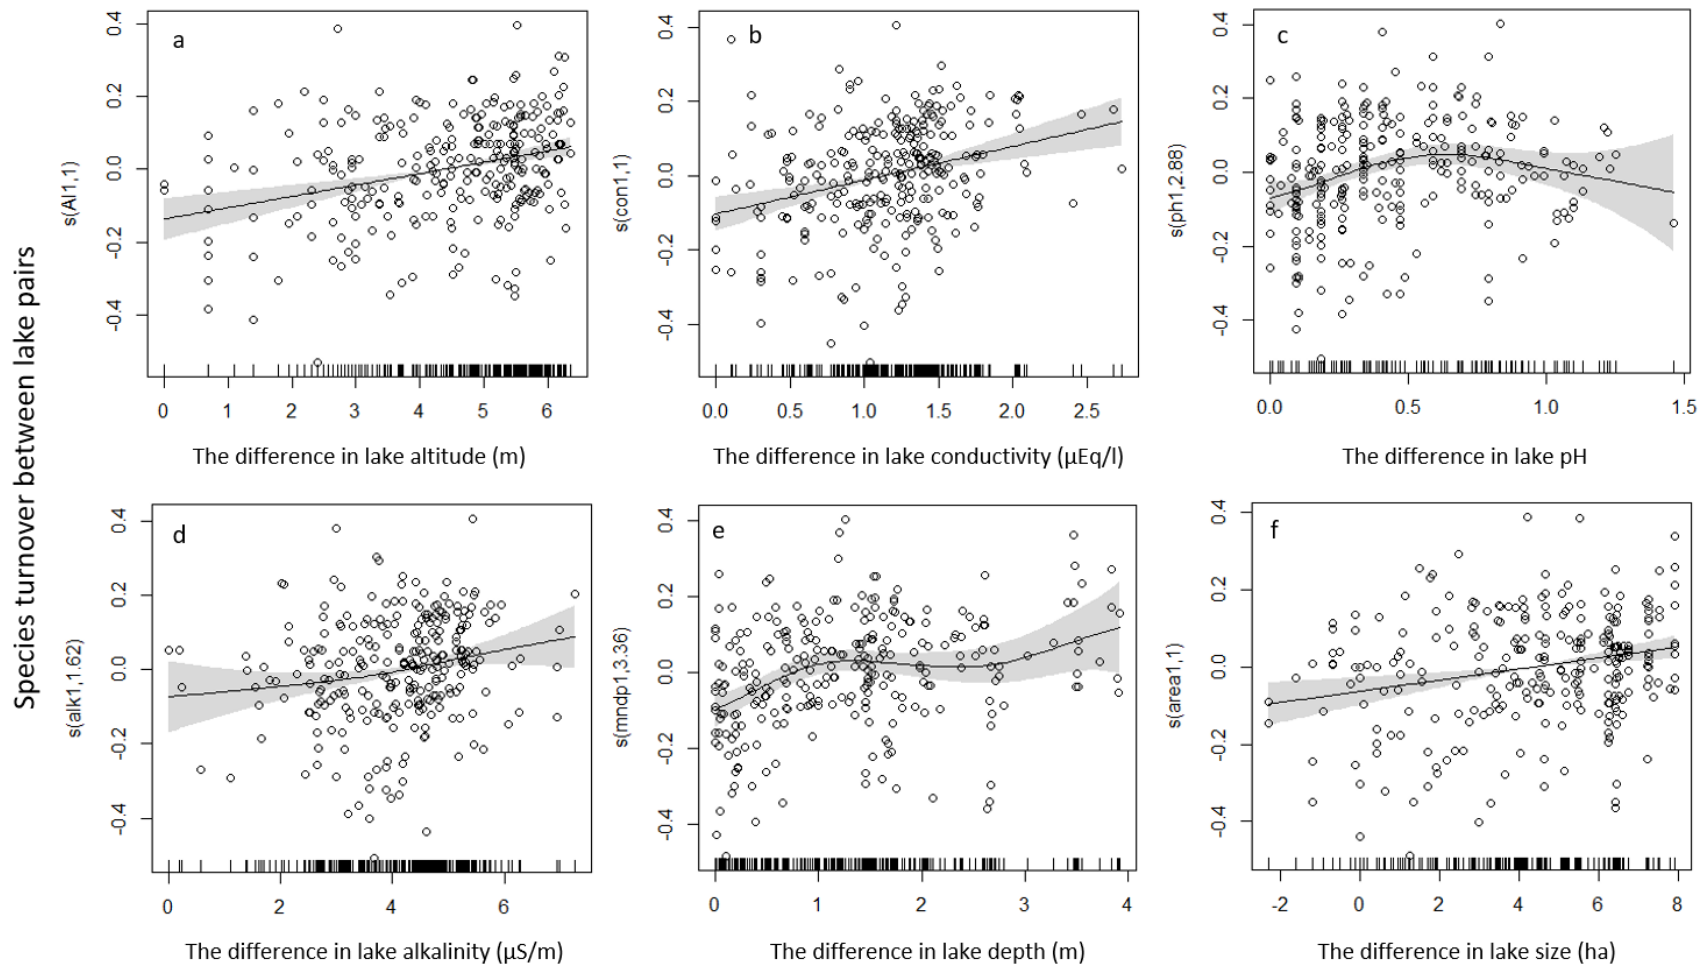 Species turnover between lake pairs
a
s(Al1,1)
0.4
0.2
0.0
-0.2
-0.4
0 1 2 3 4 5 6
The difference in lake altitude (m)
b
s(con1,1)
0.4
0.2
0.0
-0.2
-0.4
0.0 0.5 1.0 1.5 2.0 2.5
The difference in lake conductivity (µEq/l)
c
s(ph1,2.88)
0.4
0.2
0.0
-0.2
-0.4
0.0 0.5 1.0 1.5
The difference in lake pH
d
s(alk1,1.62)
0.4
0.2
0.0
-0.2
-0.4
0 2 4 6
The difference in lake alkalinity (µS/m)
e
s(mndp1,3.36)
0.4
0.2
0.0
-0.2
-0.4
0 1 2 3 4
The difference in lake depth (m)
f
s(area1,1)
0.4
0.2
0.0
-0.2
-0.4
-2 0 2 4 6 8
The difference in lake size (ha)